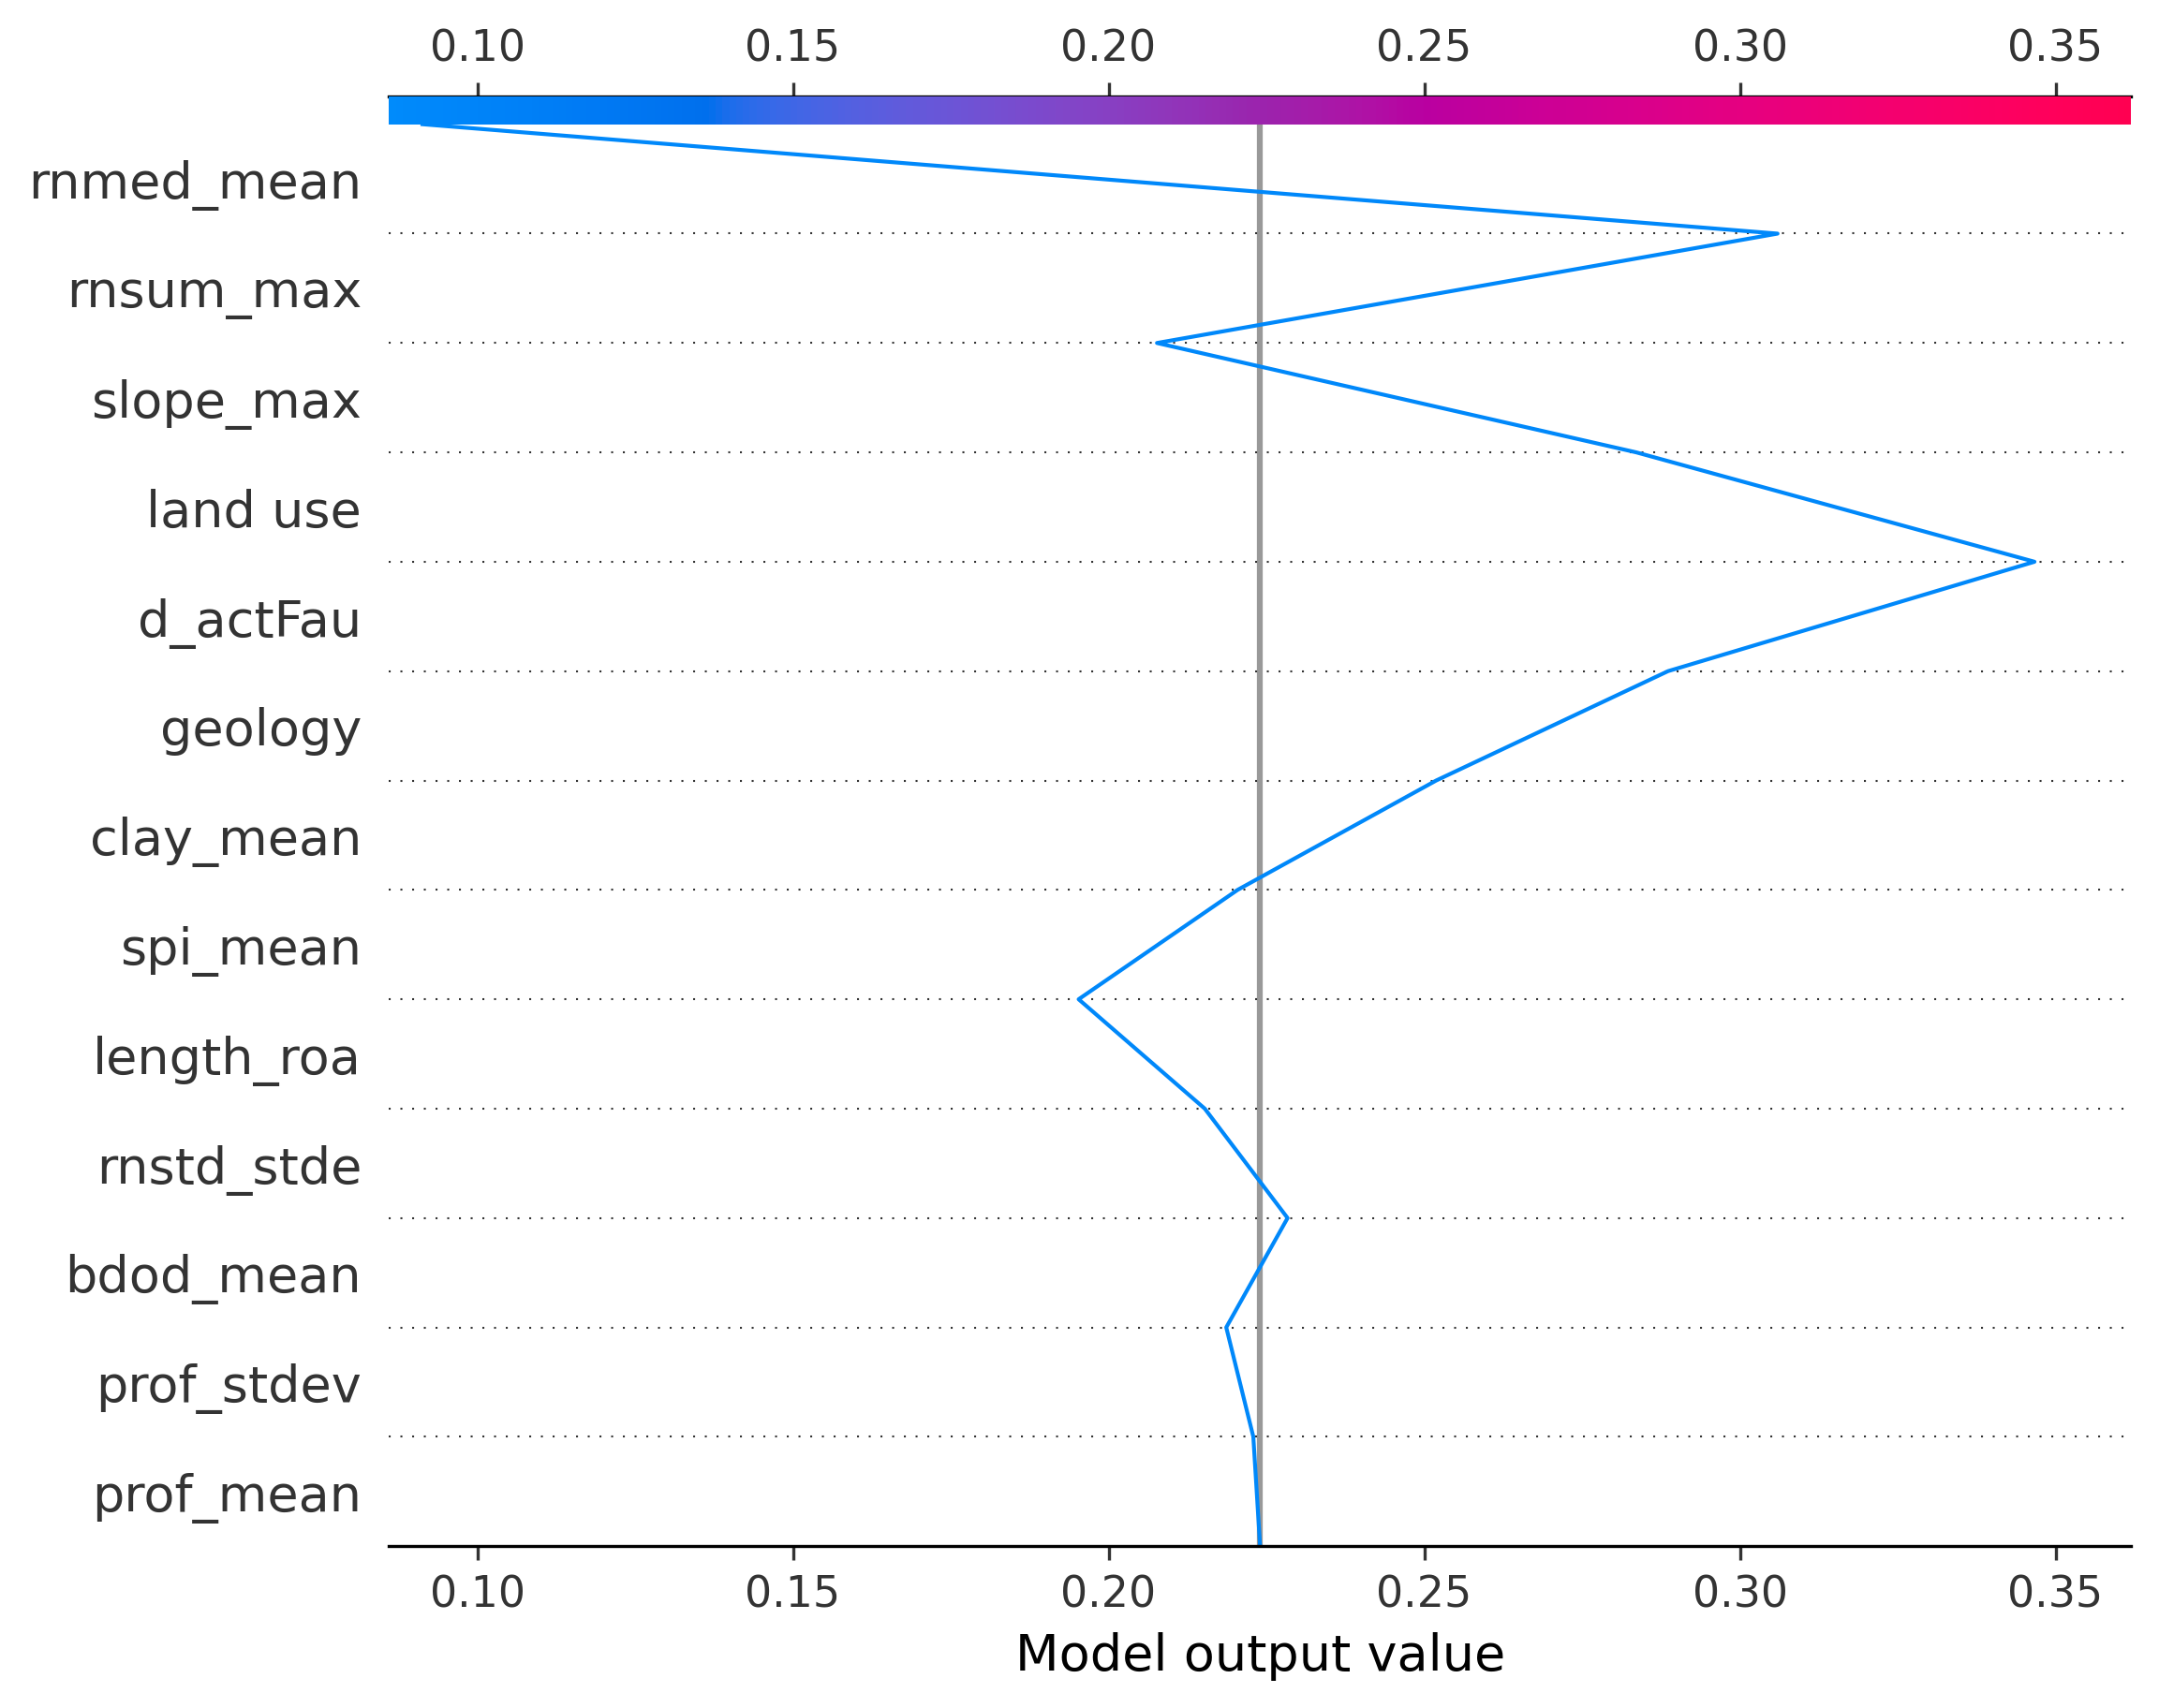 0.10 0.15 0.20 0.25 0.30 0.35
rnmed_mean
rnsum_max
slope_max
land use
d_actFau
geology
clay_mean
spi_mean
length_roa
rnstd_stde
bdod_mean
prof_stdev
prof_mean
0.10 0.15 0.20 0.25 0.30 0.35
Model output value